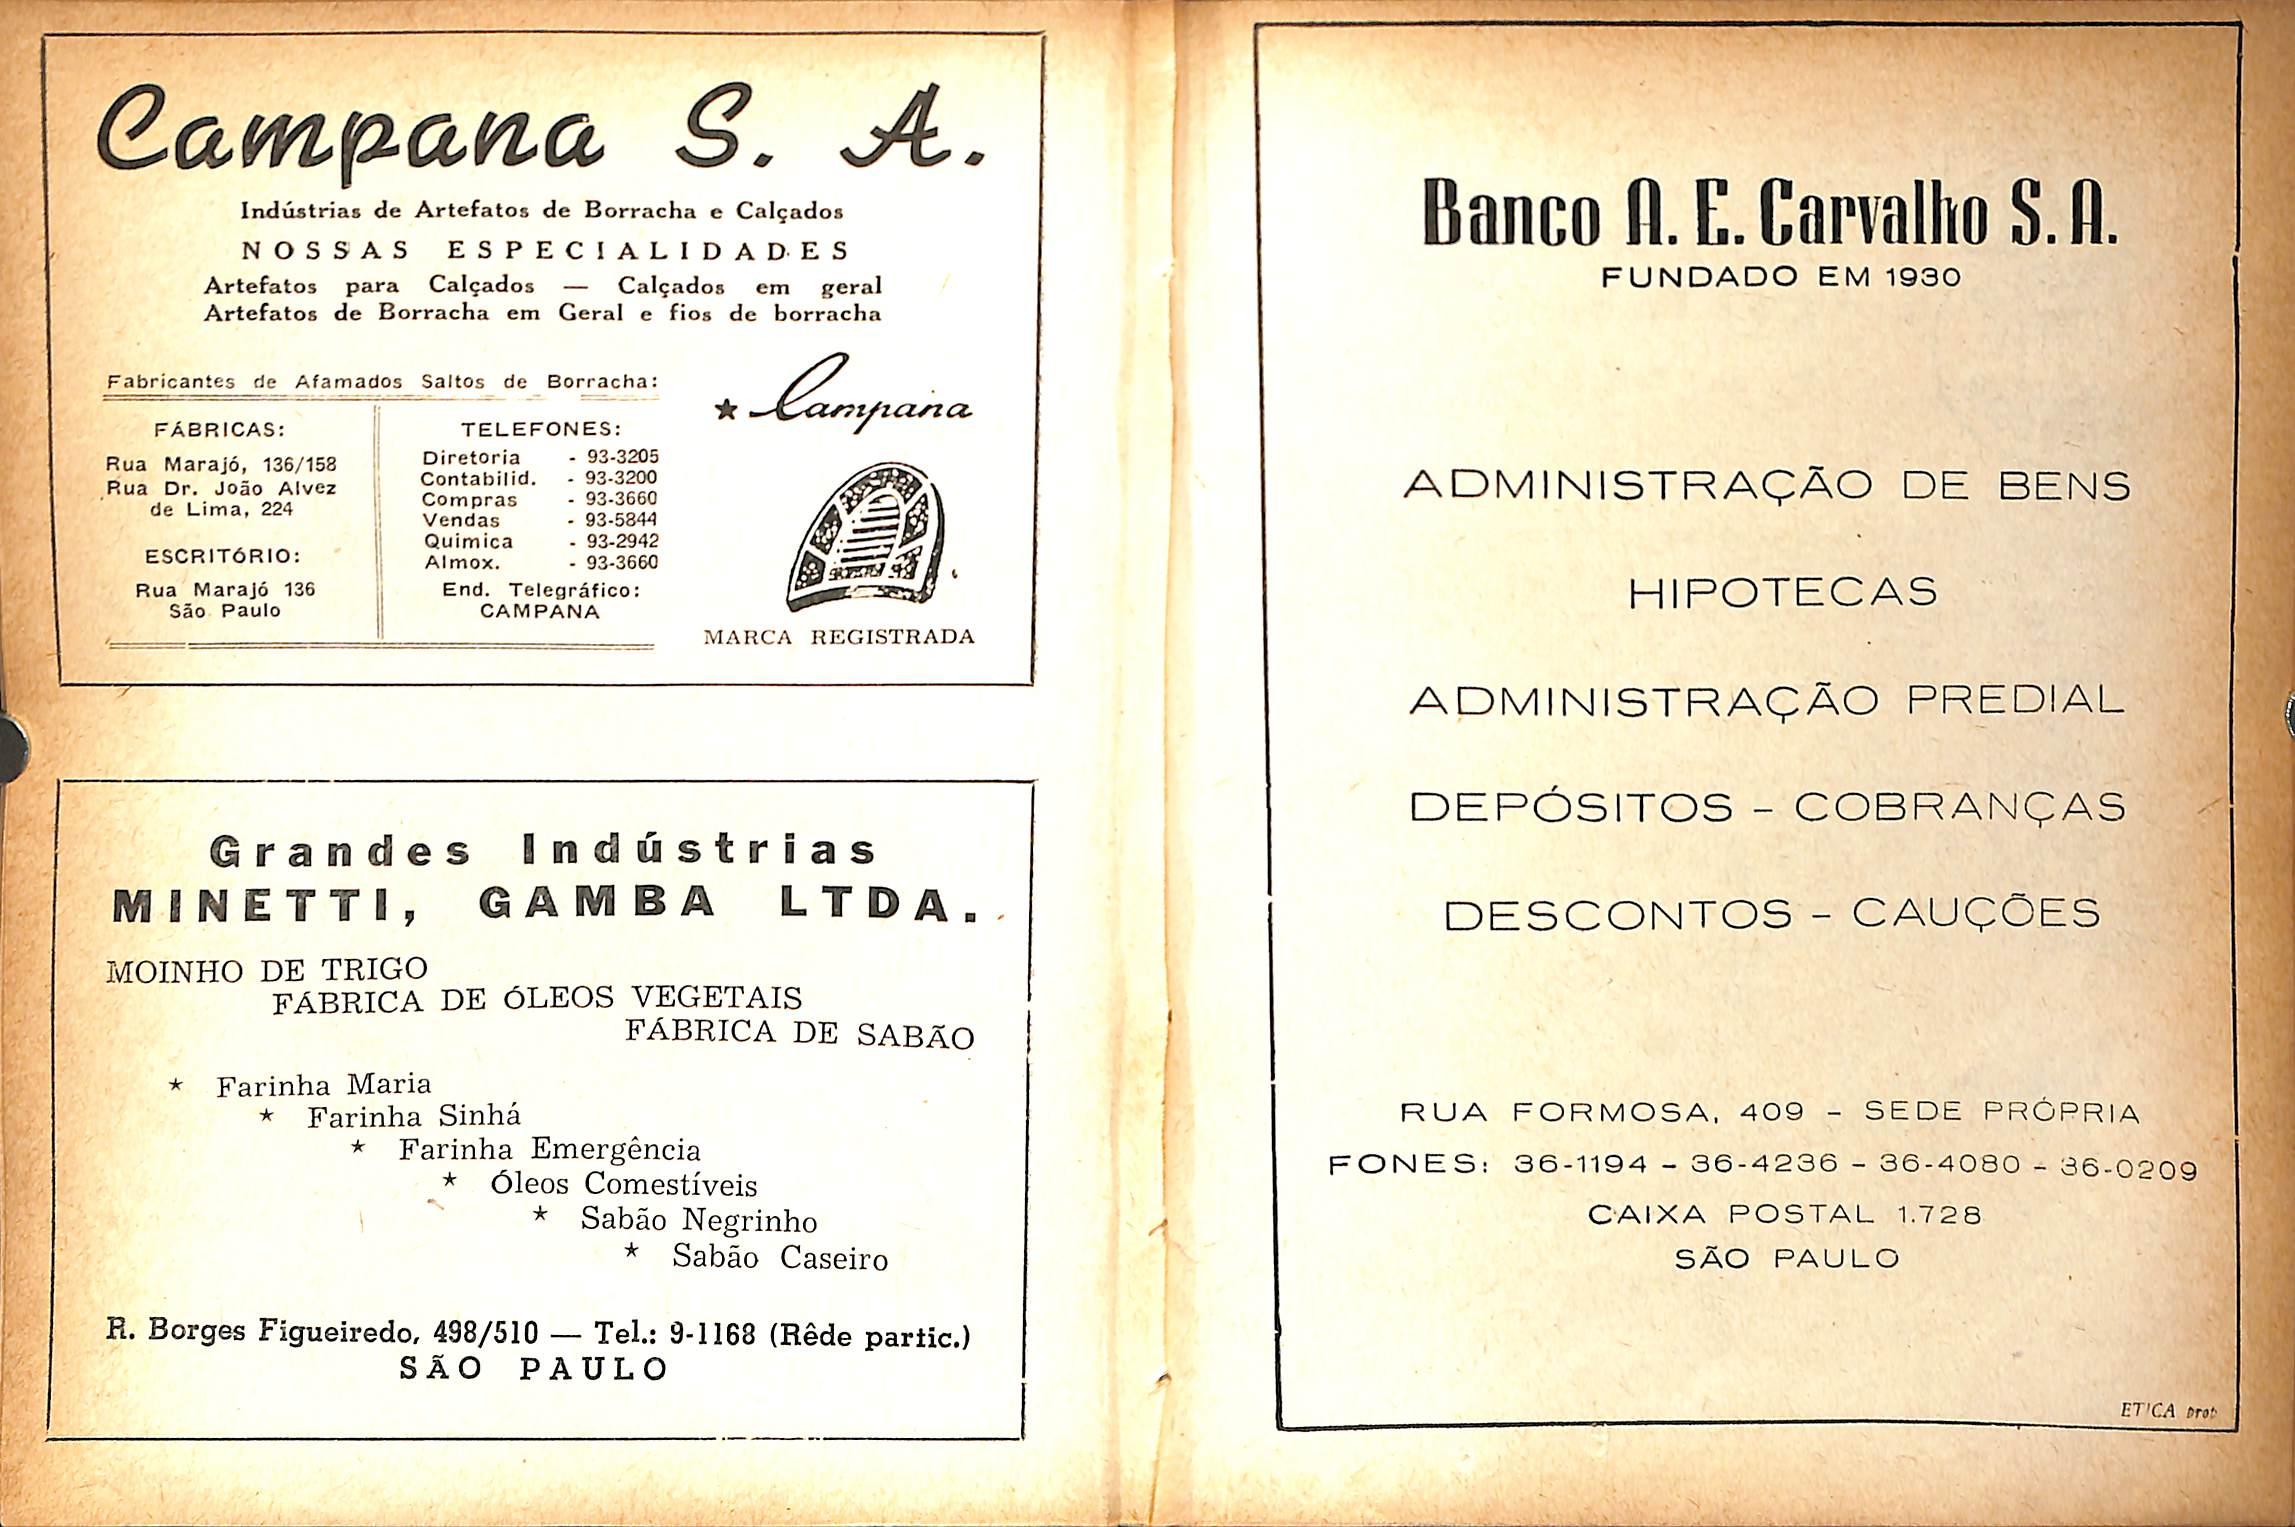 Campana S. A.
Indústrias de Artefatos de Borracha e Calçados
NOSSAS ESPECIALIDADES
Artefatos para Calçados — Calçados em geral
Artefatos de Borracha em Geral e fios de borracha
Fabricantes de Afamados Saltos de Borracha:
★ Campana
FÁBRICAS:
Rua Marajó, 136/158
Rua Dr. João Alvez
de Lima, 224
ESCRITÓRIO:
Rua Marajó 136
São Paulo
TELEFONES:
Diretoria - 93-3205
Contabilid. - 93-3200
Compras - 93-3660
Vendas - 93-5844
Quimica - 93-2942
Almox. - 93-3660
End. Telegráfico:
CAMPANA
MARCA REGISTRADA
Grandes Indústrias
MINETTI, GAMBA LTDA.
MOINHO DE TRIGO
FÁBRICA DE ÓLEOS VEGETAIS
FÁBRICA DE SABÃO
★ Farinha Maria
★ Farinha Sinhá
★ Farinha Emergência
★ Óleos Comestíveis
★ Sabão Negrinho
★ Sabão Caseiro
R. Borges Figueiredo, 498/510 — Tel.: 9-1168 (Rêde partic.)
SÃO PAULO
Banco A. E. Carvalho S. A.
FUNDADO EM 1930
ADMINISTRAÇÃO DE BENS
HIPOTECAS
ADMINISTRAÇÃO PREDIAL
DEPÓSITOS - COBRANÇAS
DESCONTOS - CAUÇÕES
RUA FORMOSA, 409 - SEDE PRÓPRIA
FONES: 36-1194 - 36-4236 - 36-4080 - 36-0209
CAIXA POSTAL 1.728
SÃO PAULO
ETICA